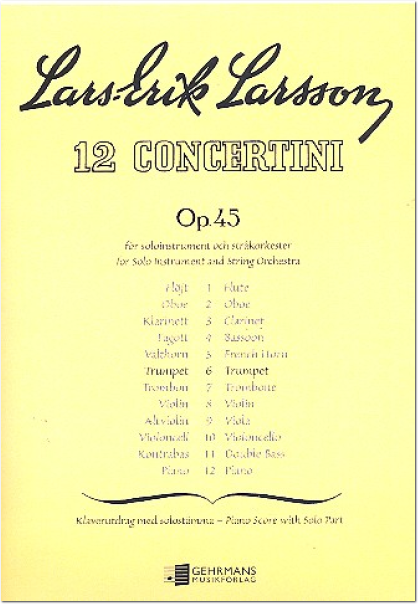 Lars-Erik Larsson
12 CONCERTINI
Op. 45
för soloinstrument och stråkorkester
for Solo Instrument and String Orchestra
Flöjt 1 Flute
Oboe 2 Oboe
Klarinett 3 Clarinet
Fagott 4 Bassoon
Valthorn 5 French Horn
Trumpet 6 Trumpet
Trombon 7 Trombone
Violin 8 Violin
Altviolin 9 Viola
Violoncell 10 Violoncello
Kontrabas 11 Double Bass
Piano 12 Piano
Klaverutdrag med solostämma – Piano Score with Solo Part
GEHRMANS
MUSIKFÖRLAG